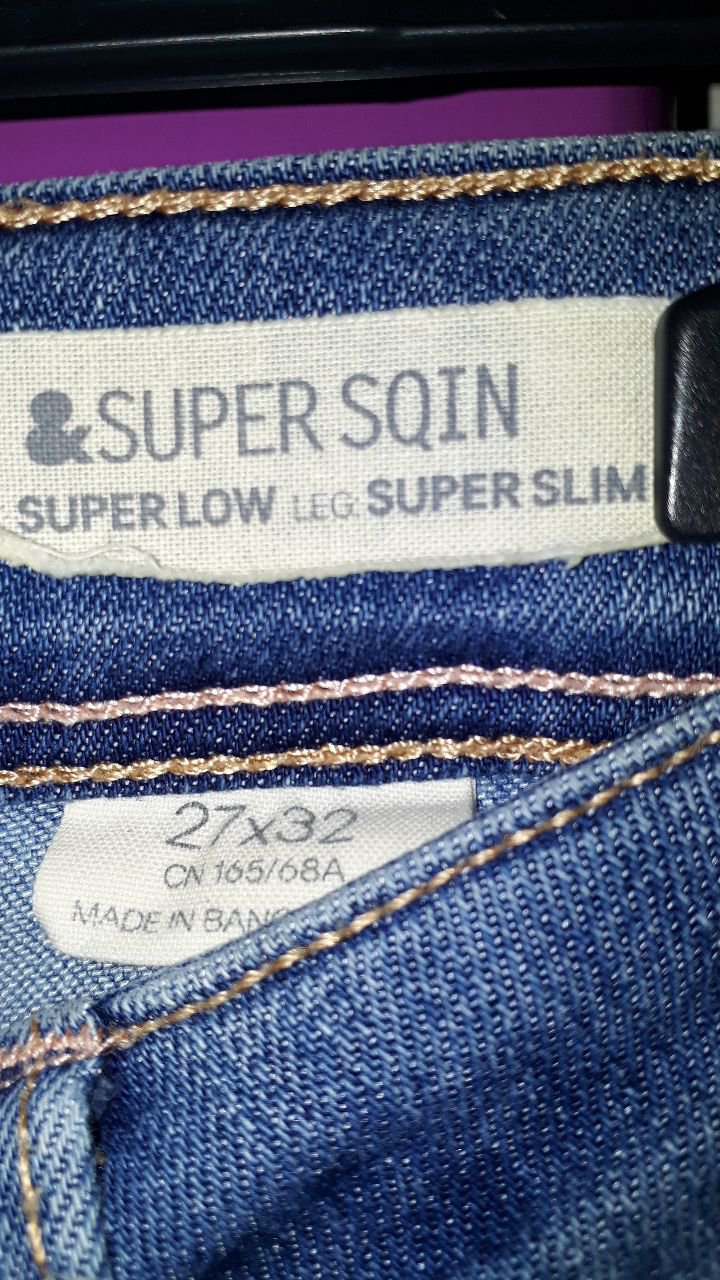 &SUPER SQIN
SUPER LOW LEG: SUPER SLIM
27x32
CN 165/68A
MADE IN